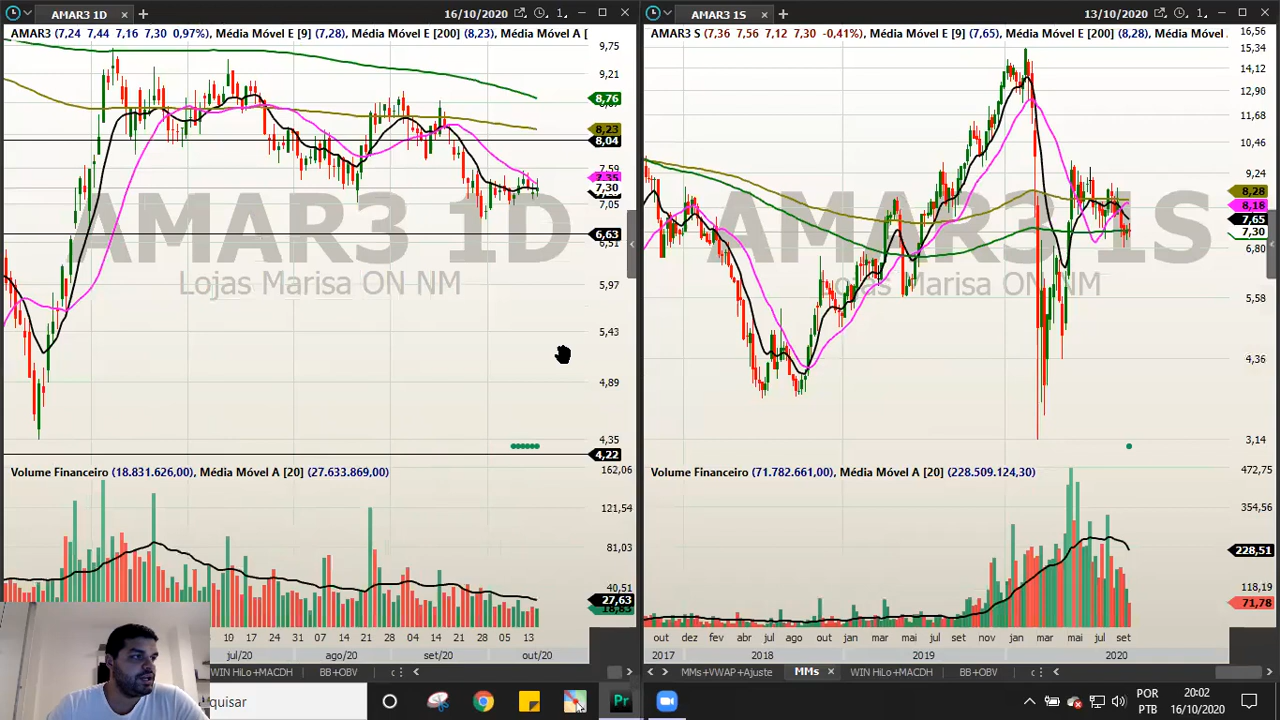 AMAR3 1D
16/10/2020
1
AMAR3 (7,24 7,44 7,16 7,30 0,97%), Média Móvel E [9] (7,28), Média Móvel E [200] (8,23), Média Móvel A [
9,75
9,21
8,76
8,23
8,04
7,59
7,35
7,30
7,05
6,63
6,51
5,97
5,43
4,89
4,35
4,22
AMAR3 1D
Lojas Marisa ON NM
Volume Financeiro (18.831.626,00), Média Móvel A [20] (27.633.869,00)
162,06
121,54
81,03
40,51
27,63
18,83
10 17 24 31 07 14 21 28 04 14 21 28 05 13
jul/20 ago/20 set/20 out/20
WIN HiLo+MACDH BB+OBV
AMAR3 1S
13/10/2020
1
AMAR3 S (7,36 7,56 7,12 7,30 -0,41%), Média Móvel E [9] (7,65), Média Móvel E [200] (8,28), Média Móvel
16,56
15,34
14,12
12,90
11,68
10,46
9,24
8,28
8,18
7,65
7,30
6,80
5,58
4,36
3,14
AMAR3 1S
Lojas Marisa ON NM
Volume Financeiro (71.782.661,00), Média Móvel A [20] (228.509.124,30)
472,75
354,56
228,51
118,19
71,78
out dez fev abr jul ago out dez mar mai jul set nov jan mar mai jul set
2017 2018 2019 2020
MMs+VWAP+Ajuste MMs WIN HiLo+MACDH BB+OBV
quisar
Pr
POR
PTB
20:02
16/10/2020